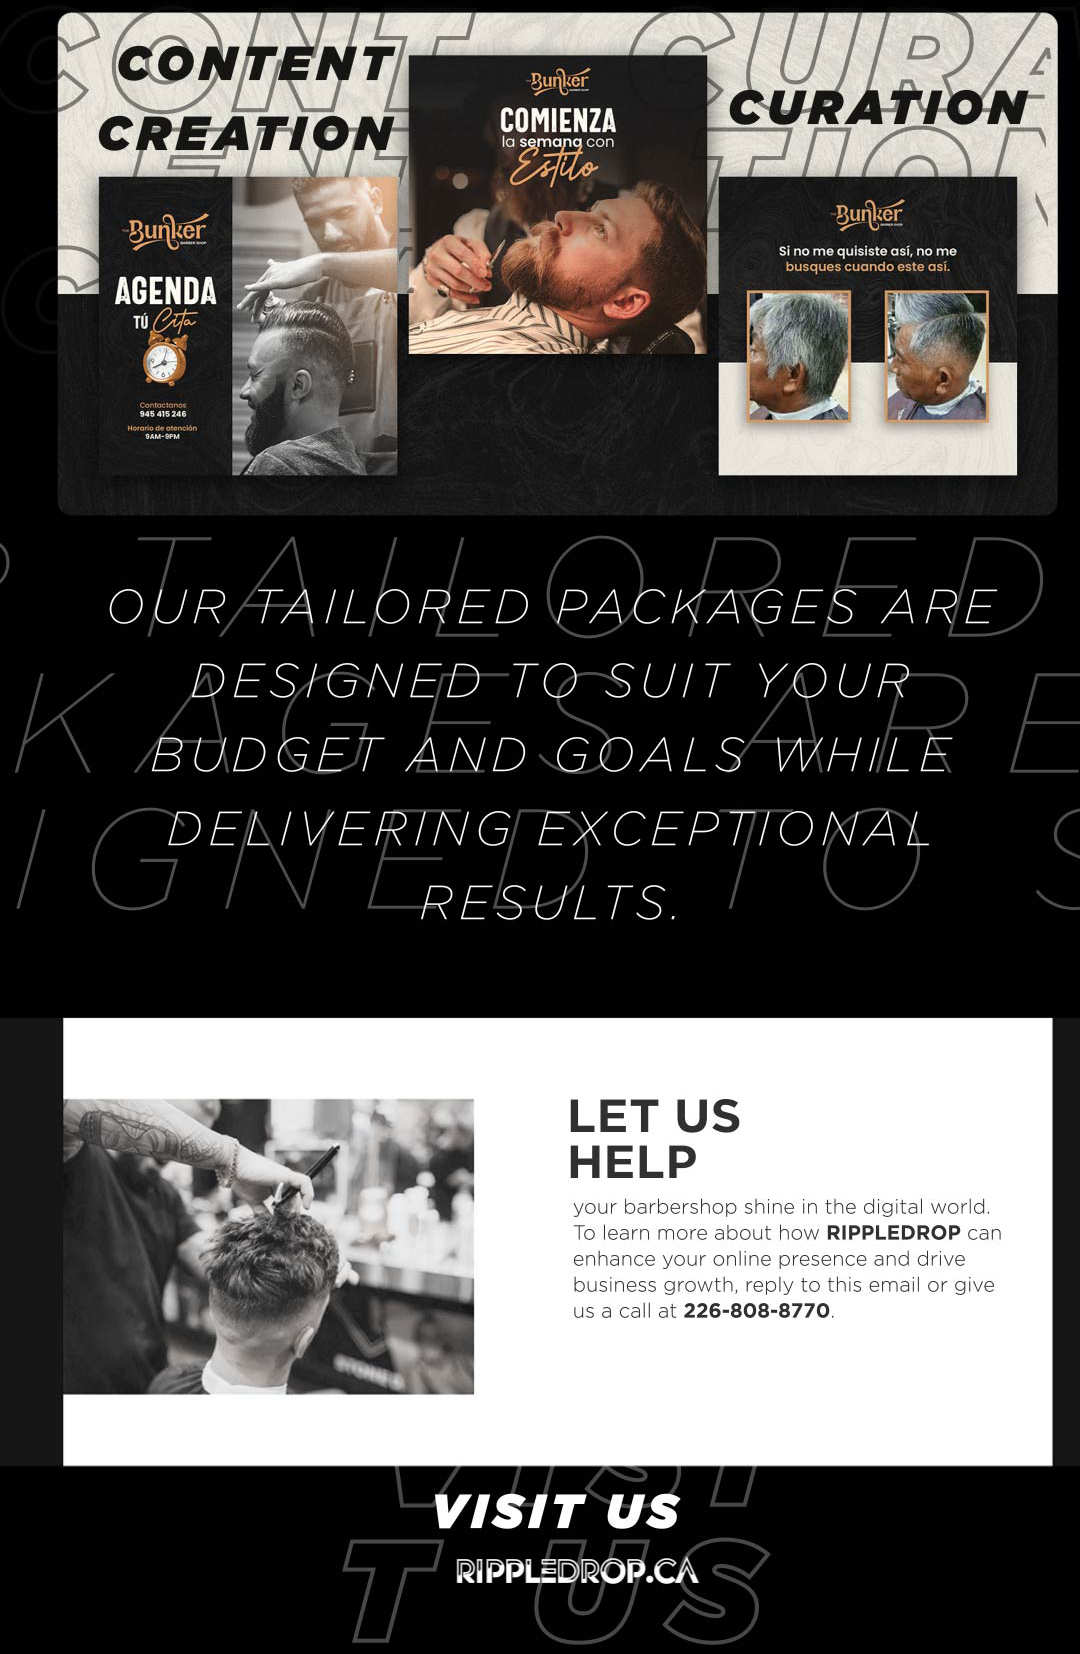 CONTENT
CREATION
CURATION
THE
Bunker
BARBER SHOP
AGENDA
TÚ Cita
Contactanos
945 415 246
Horario de atención
9AM-9PM
THE
Bunker
BARBER SHOP
COMIENZA
la semana con
Estilo
THE
Bunker
BARBER SHOP
Si no me quisiste así, no me
busques cuando este así.
OUR TAILORED PACKAGES ARE
DESIGNED TO SUIT YOUR
BUDGET AND GOALS WHILE
DELIVERING EXCEPTIONAL
RESULTS.
LET US
HELP
your barbershop shine in the digital world.
To learn more about how RIPPLEDROP can
enhance your online presence and drive
business growth, reply to this email or give
us a call at 226-808-8770.
VISIT US
RIPPLEDROP.CA